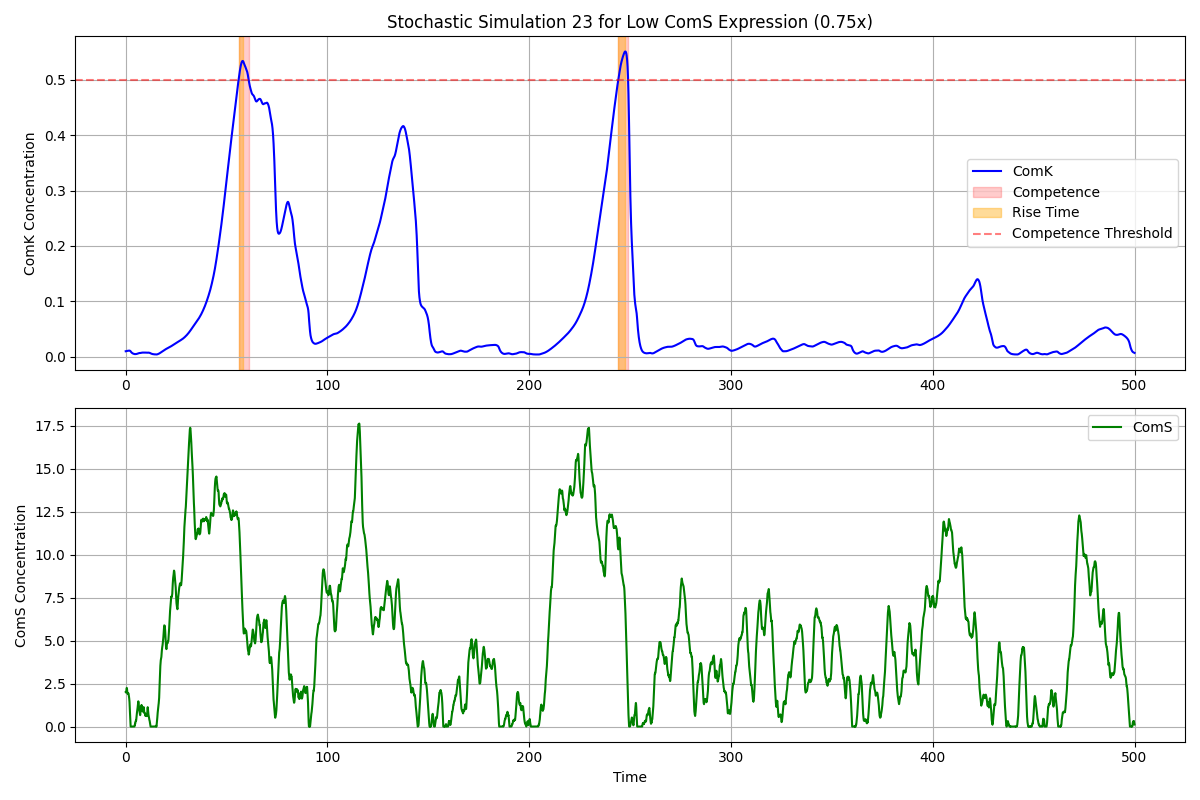 Stochastic Simulation 23 for Low ComS Expression (0.75x)
ComK Concentration
0.5
0.4
0.3
0.2
0.1
0.0
ComK
Competence
Rise Time
Competence Threshold
0 100 200 300 400 500
ComS Concentration
17.5
15.0
12.5
10.0
7.5
5.0
2.5
0.0
ComS
0 100 200 300 400 500
Time